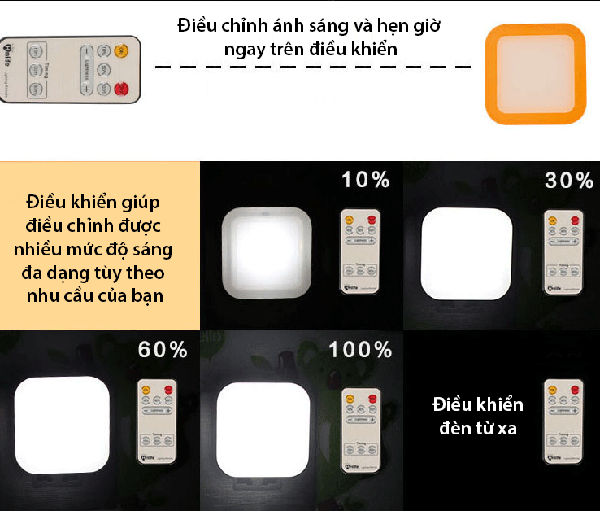 Điều chỉnh ánh sáng và hẹn giờ
ngay trên điều khiển
Điều khiển giúp
điều chỉnh được
nhiều mức độ sáng
đa dạng tùy theo
nhu cầu của bạn
10%
30%
60%
100%
Điều khiển
đèn từ xa